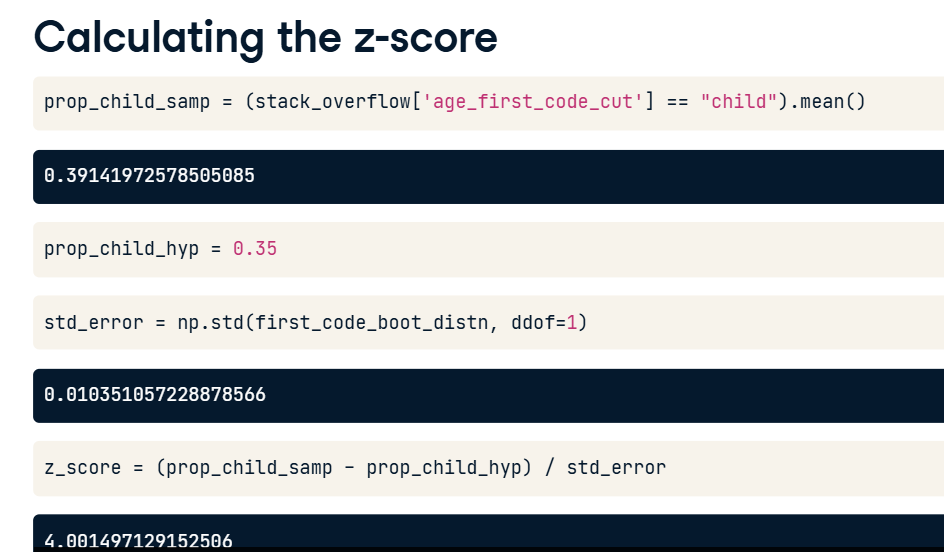 Calculating the z-score
prop_child_samp = (stack_overflow['age_first_code_cut'] == "child").mean()
0.39141972578505085
prop_child_hyp = 0.35
std_error = np.std(first_code_boot_distn, ddof=1)
0.010351057228878566
z_score = (prop_child_samp - prop_child_hyp) / std_error
4.001497129152506